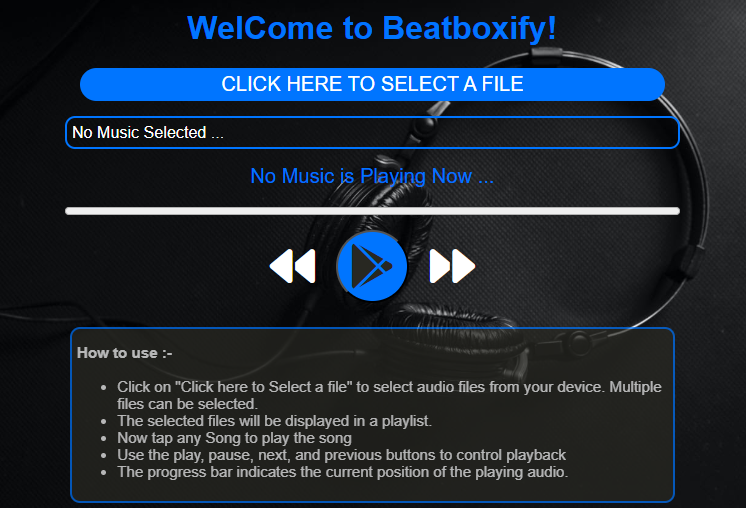 WelCome to Beatboxify!
CLICK HERE TO SELECT A FILE
No Music Selected ...
No Music is Playing Now ...
How to use :-
• Click on "Click here to Select a file" to select audio files from your device. Multiple
files can be selected.
• The selected files will be displayed in a playlist.
• Now tap any Song to play the song
• Use the play, pause, next, and previous buttons to control playback
• The progress bar indicates the current position of the playing audio.